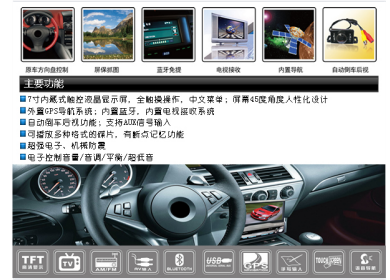 原车方向盘控制 屏保抓图 蓝牙免提 电视接收 内置导航 自动倒车后视
主要功能
7寸内藏式触控液晶显示屏，全触摸操作，中文菜单；屏幕45度角度人性化设计
外置GPS导航系统；内置蓝牙，内置电视接收系统
自动倒车后视功能；支持AUX信号输入
可播放多种格式的碟片，有断点记忆功能
超强电子、机械防震
电子控制音量/音调/平衡/超低音
TFT TV AM/FM BLUETOOTH USB GPS TOUCH SCREEN